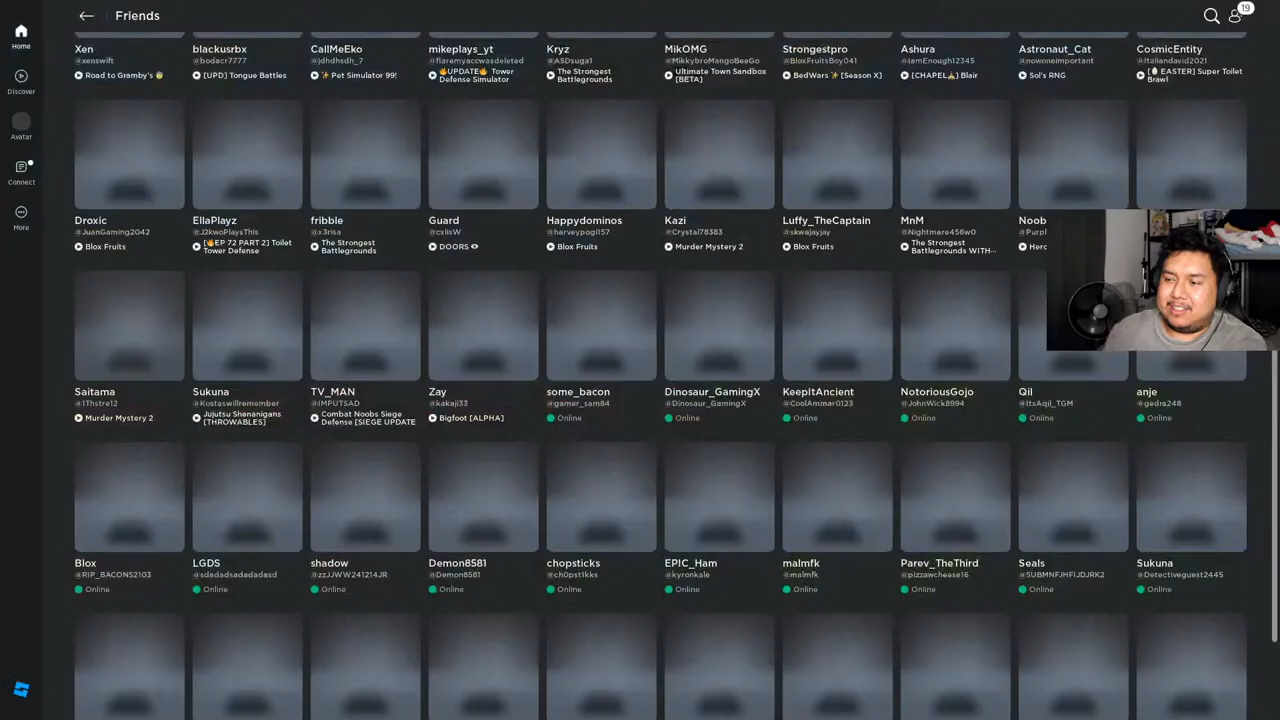 Friends
19
Home
Discover
Avatar
Connect
More
Xen
blackusrbx
CallMeEko
mikeplays_yt
Kryz
MikOMG
Strongestpro
Ashura
Astronaut_Cat
CosmicEntity
@xenswift
@bodacr7777
@jdhdhsdh_7
@flaremyaccwasdeleted
@ASDsuga1
@MikkybroMangoBeeGo
@BloxFruitsBoy041
@IamEnough12345
@nowoneimportant
@italiandavid2021
Road to Gramby's
[UPD] Tongue Battles
✨ Pet Simulator 99!
🔥UPDATE🔥 Tower
Defense Simulator
The Strongest
Battlegrounds
Ultimate Town Sandbox
[BETA]
BedWars ✨ [Season X]
[CHAPEL⛪] Blair
Sol's RNG
[🥚 EASTER] Super Toilet
Brawl
Droxic
EllaPlayz
fribble
Guard
Happydominos
Kazi
Luffy_TheCaptain
MnM
Noob
@JuanGaming2042
@J2kwoPlaysThis
@x3risa
@cxlisW
@harveypogi157
@Crystal78383
@skwajayjay
@Nightmare456w0
@Purpl
Blox Fruits
[🔥EP 72 PART 2] Toilet
Tower Defense
The Strongest
Battlegrounds
DOORS 👁
Blox Fruits
Murder Mystery 2
Blox Fruits
The Strongest
Battlegrounds WITH...
Herc
Saitama
Sukuna
TV_MAN
Zay
some_bacon
Dinosaur_GamingX
KeepItAncient
NotoriousGojo
Qil
anje
@1Thstre12
@Kostaswillremember
@IMPUTSAD
@kakaji33
@gamer_sam84
@Dinosaur_GamingX
@CoolAmmar0123
@JohnWick8994
@ItsAqil_TGM
@gedra248
Murder Mystery 2
Jujutsu Shenanigans
[THROWABLES]
Combat Noobs Siege
Defense [SIEGE UPDATE
Bigfoot [ALPHA]
Online
Online
Online
Online
Online
Online
Blox
LGDS
shadow
Demon8581
chopsticks
EPIC_Ham
malmfk
Parev_TheThird
Seals
Sukuna
@RIP_BACONS2103
@sdadadsadadadasd
@zzJJWW241214JR
@Demon8581
@ch0pst1kks
@kyronkale
@malmfk
@pizzawcheese16
@SUBMNFJHFIJDJRK2
@Detectiveguest2445
Online
Online
Online
Online
Online
Online
Online
Online
Online
Online